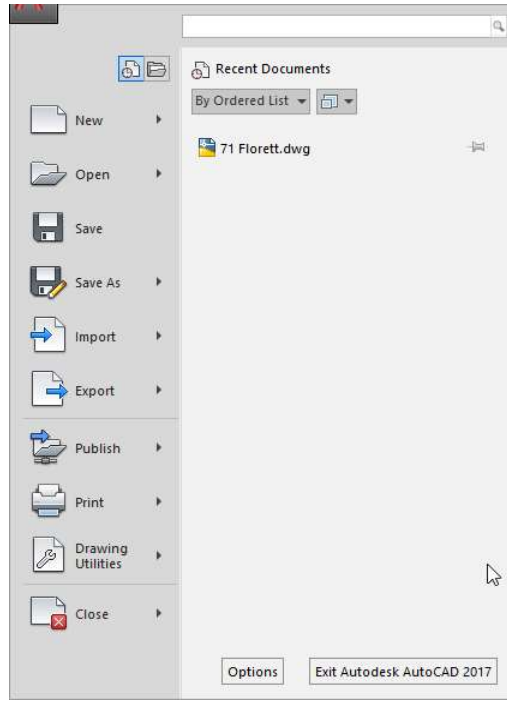 Recent Documents
By Ordered List
71 Florett.dwg
New
Open
Save
Save As
Import
Export
Publish
Print
Drawing
Utilities
Close
Options
Exit Autodesk AutoCAD 2017